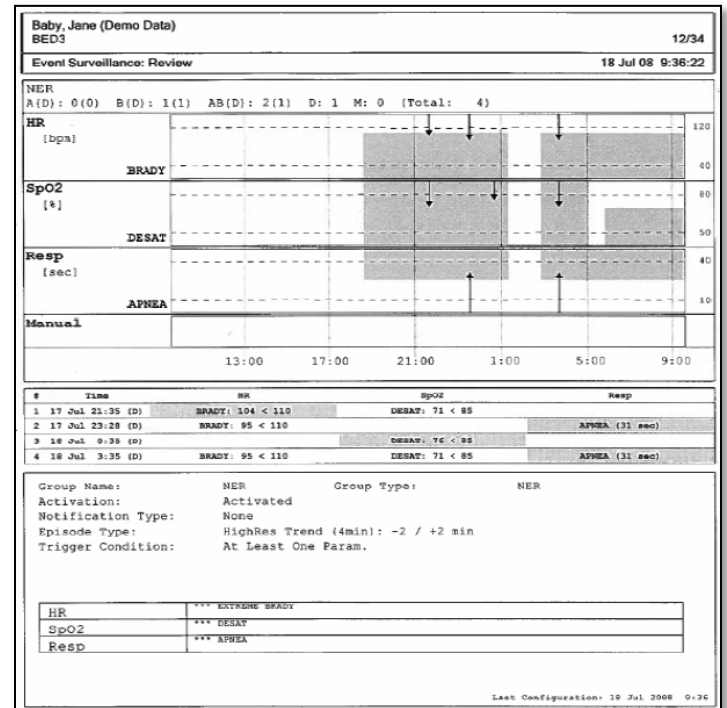 Baby, Jane (Demo Data)
BED3 12/34
Event Surveillance: Review 18 Jul 08 9:36:22
NER
A(D): 0(0) B(D): 1(1) AB(D): 2(1) D: 1 M: 0 (Total: 4)
HR 120
[bpm]
BRADY 40
SpO2 80
[%]
DESAT 50
Resp 40
[sec]
APNEA 10
Manual
13:00 17:00 21:00 1:00 5:00 9:00
# Time HR SpO2 Resp
1 17 Jul 21:35 (D) BRADY: 104 < 110 DESAT: 71 < 85
2 17 Jul 23:28 (D) BRADY: 95 < 110 APNEA (31 sec)
3 18 Jul 0:35 (D) DESAT: 76 < 85
4 18 Jul 3:35 (D) BRADY: 95 < 110 DESAT: 71 < 85 APNEA (31 sec)
Group Name: NER Group Type: NER
Activation: Activated
Notification Type: None
Episode Type: HighRes Trend (4min): -2 / +2 min
Trigger Condition: At Least One Param.
HR *** EXTREME BRADY
SpO2 *** DESAT
Resp *** APNEA
Last Configuration: 18 Jul 2008 9:36